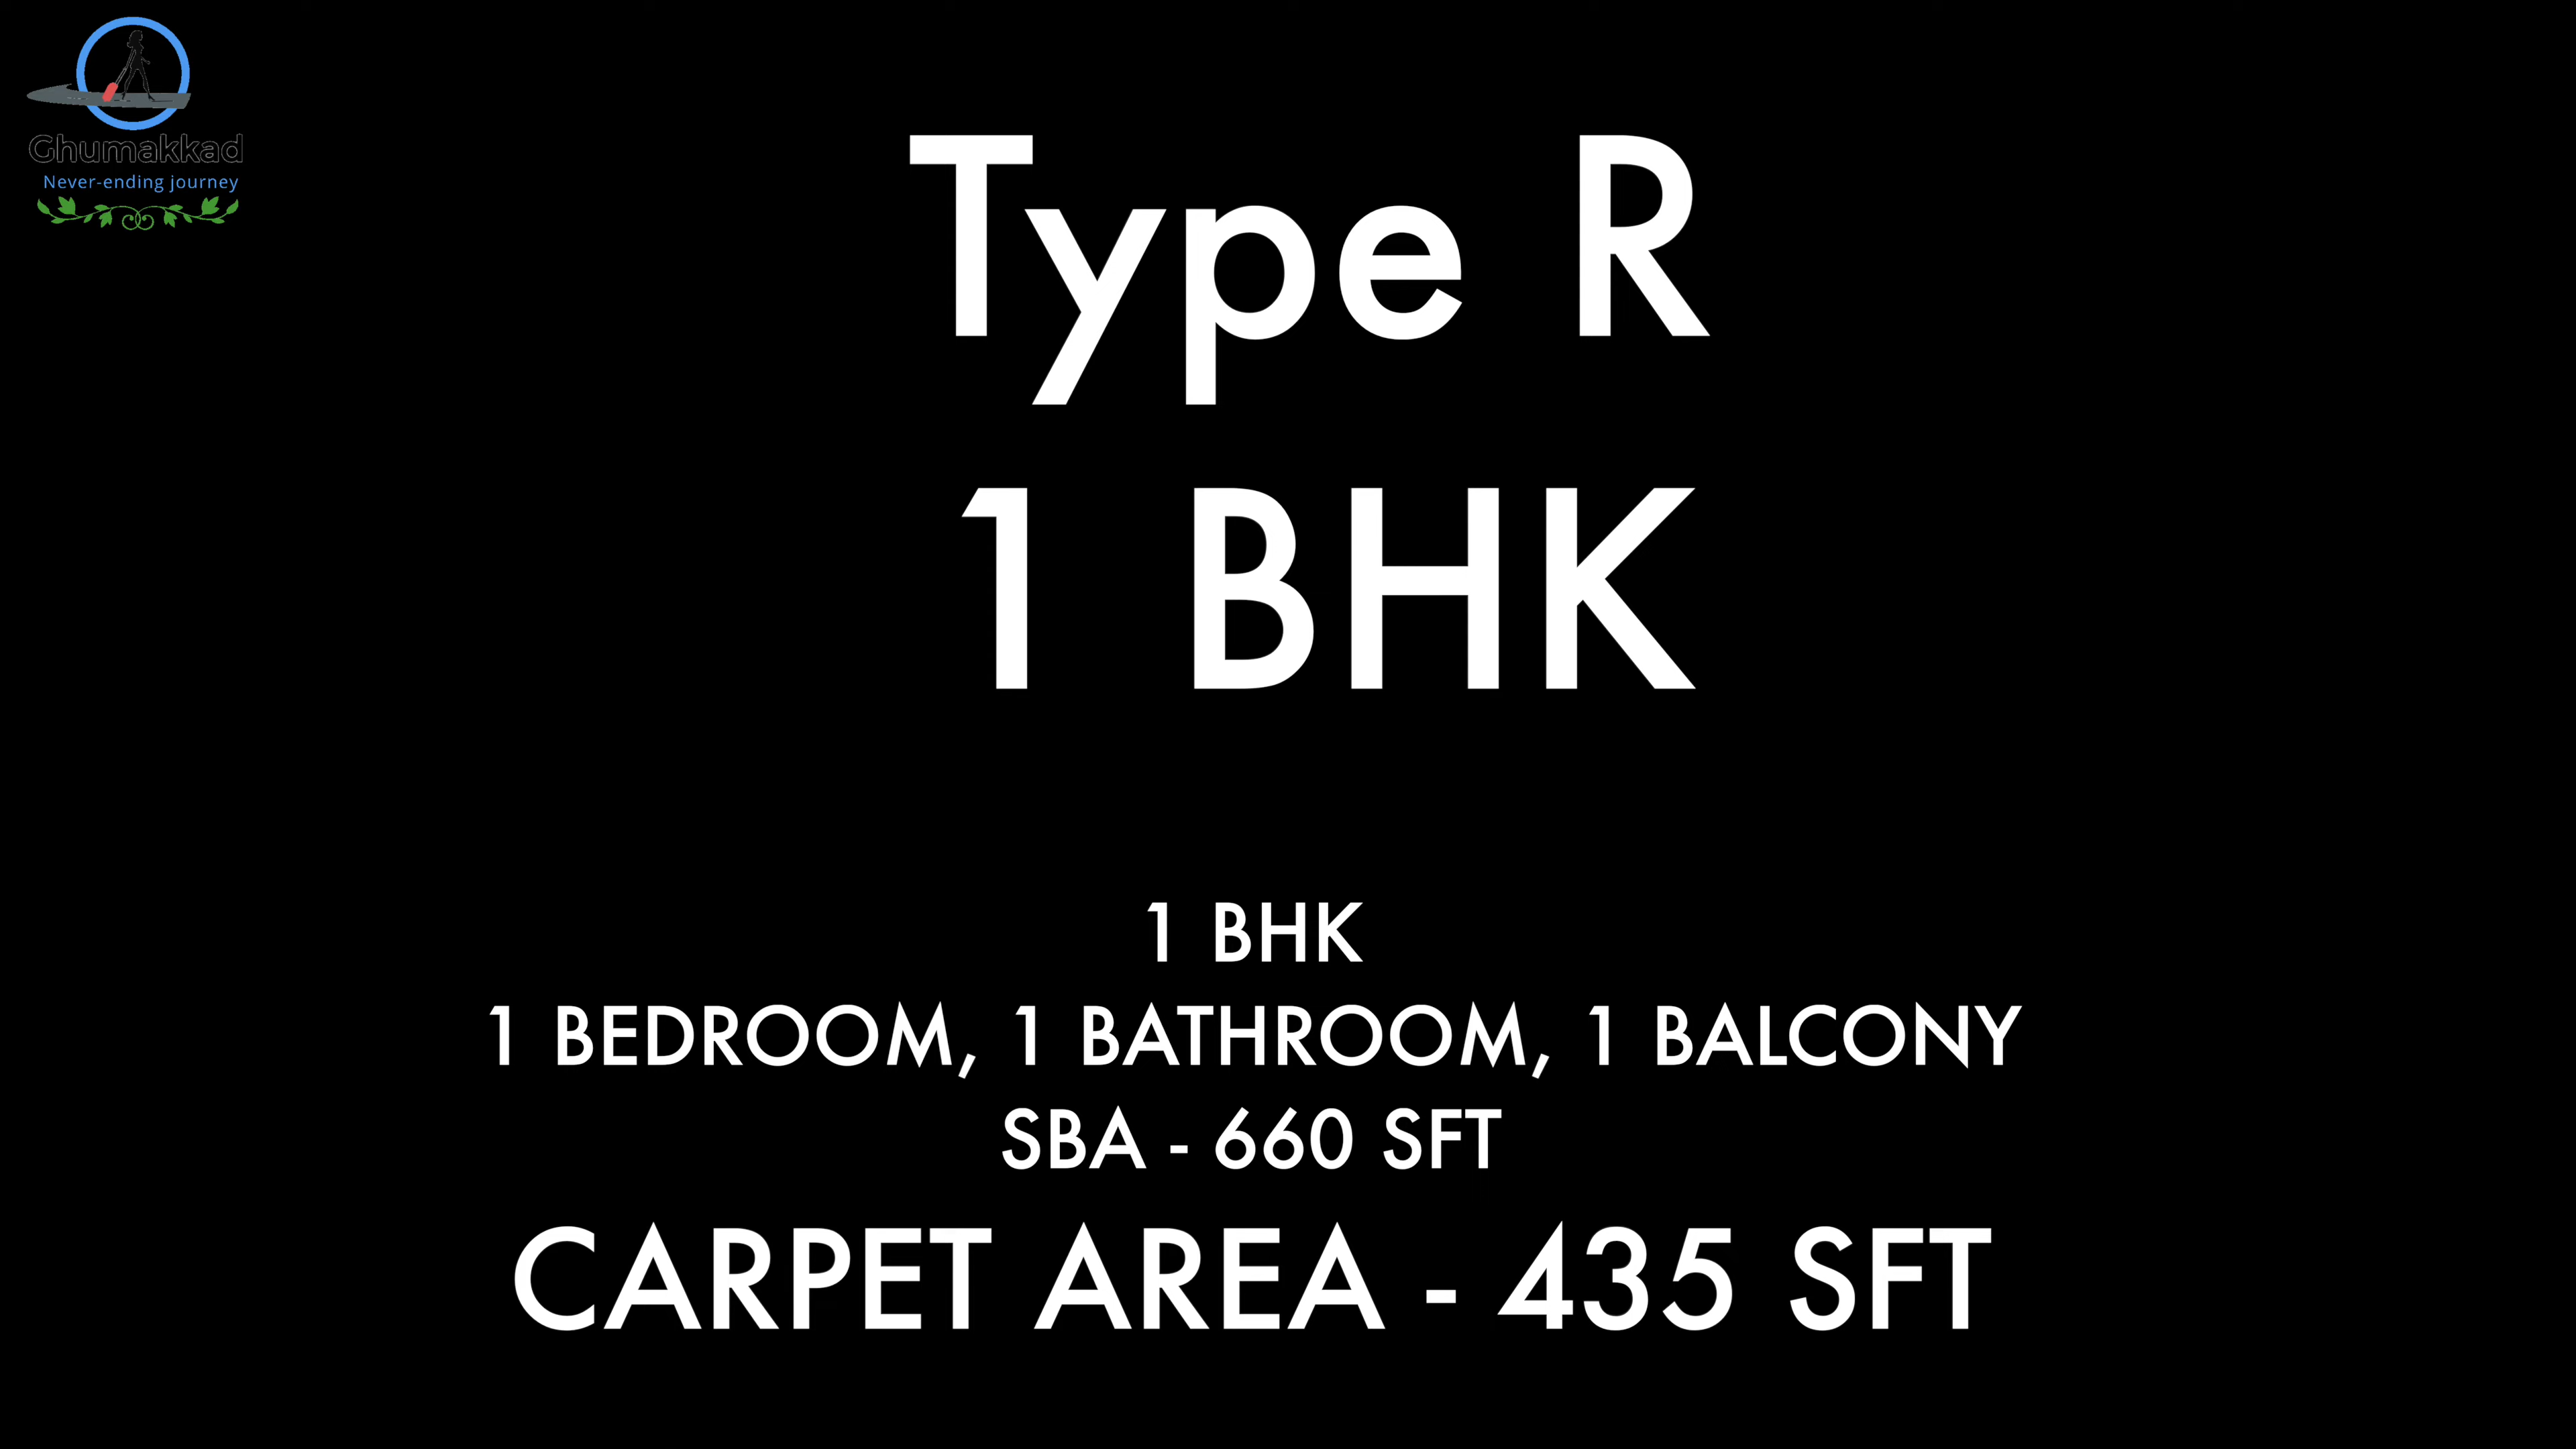 Ghumakkad
Never-ending journey
Type R
1 BHK
1 BHK
1 BEDROOM, 1 BATHROOM, 1 BALCONY
SBA - 660 SFT
CARPET AREA - 435 SFT